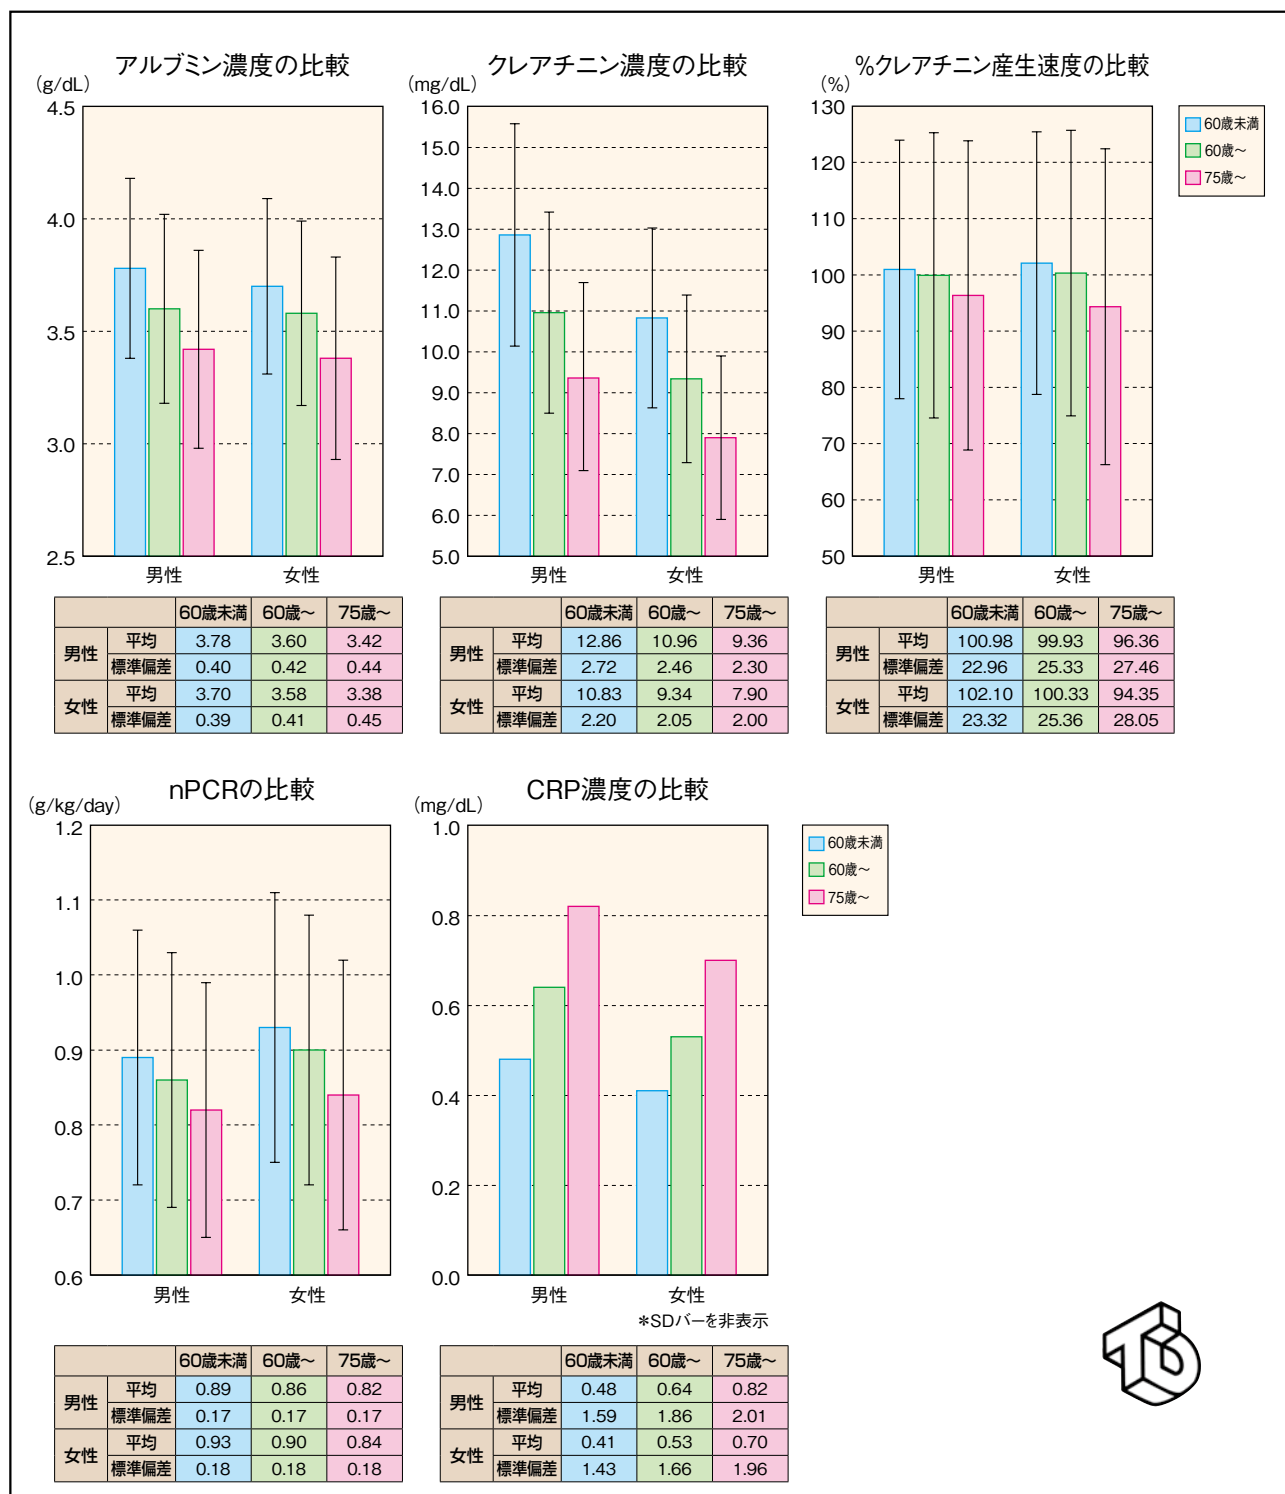 アルブミン濃度の比較
(g/dL)
4.5
4.0
3.5
3.0
2.5
男性 女性
60歳未満 60歳～ 75歳～
男性 平均 3.78 3.60 3.42
標準偏差 0.40 0.42 0.44
女性 平均 3.70 3.58 3.38
標準偏差 0.39 0.41 0.45
クレアチニン濃度の比較
(mg/dL)
16.0
15.0
14.0
13.0
12.0
11.0
10.0
9.0
8.0
7.0
6.0
5.0
男性 女性
60歳未満 60歳～ 75歳～
男性 平均 12.86 10.96 9.36
標準偏差 2.72 2.46 2.30
女性 平均 10.83 9.34 7.90
標準偏差 2.20 2.05 2.00
%クレアチニン産生速度の比較
(%)
130
120
110
100
90
80
70
60
50
男性 女性
60歳未満
60歳～
75歳～
60歳未満 60歳～ 75歳～
男性 平均 100.98 99.93 96.36
標準偏差 22.96 25.33 27.46
女性 平均 102.10 100.33 94.35
標準偏差 23.32 25.36 28.05
nPCRの比較
(g/kg/day)
1.2
1.1
1.0
0.9
0.8
0.7
0.6
男性 女性
60歳未満 60歳～ 75歳～
男性 平均 0.89 0.86 0.82
標準偏差 0.17 0.17 0.17
女性 平均 0.93 0.90 0.84
標準偏差 0.18 0.18 0.18
CRP濃度の比較
(mg/dL)
1.0
0.8
0.6
0.4
0.2
0.0
男性 女性
＊SDバーを非表示
60歳未満
60歳～
75歳～
60歳未満 60歳～ 75歳～
男性 平均 0.48 0.64 0.82
標準偏差 1.59 1.86 2.01
女性 平均 0.41 0.53 0.70
標準偏差 1.43 1.66 1.96